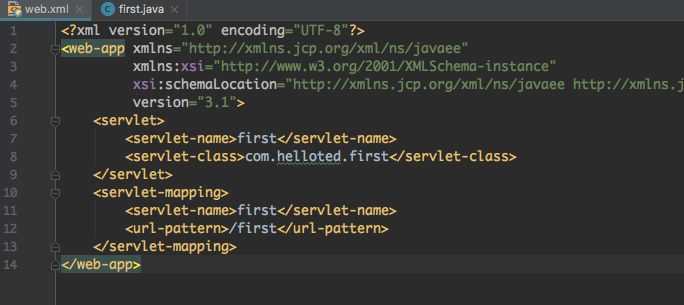 web.xml × first.java ×
1 <?xml version="1.0" encoding="UTF-8"?>
2 <web-app xmlns="http://xmlns.jcp.org/xml/ns/javaee"
3 xmlns:xsi="http://www.w3.org/2001/XMLSchema-instance"
4 xsi:schemaLocation="http://xmlns.jcp.org/xml/ns/javaee http://xmlns.j
5 version="3.1">
6 <servlet>
7 <servlet-name>first</servlet-name>
8 <servlet-class>com.helloted.first</servlet-class>
9 </servlet>
10 <servlet-mapping>
11 <servlet-name>first</servlet-name>
12 <url-pattern>/first</url-pattern>
13 </servlet-mapping>
14 </web-app>